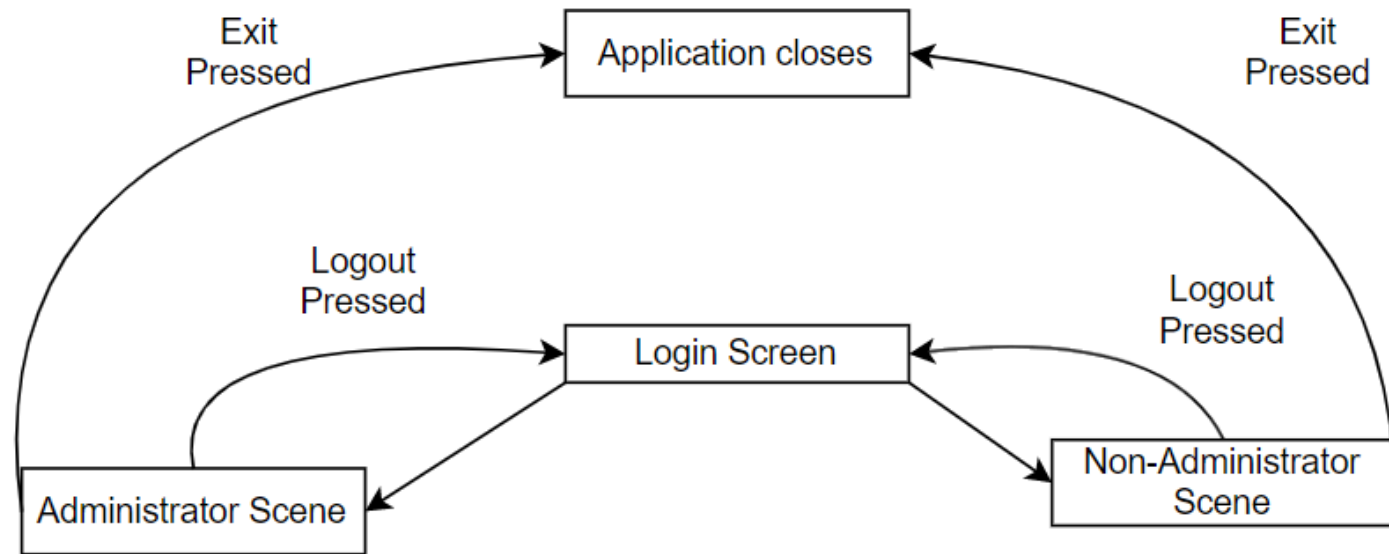 Exit
Pressed
Application closes
Exit
Pressed
Logout
Pressed
Login Screen
Logout
Pressed
Administrator Scene
Non-Administrator
Scene